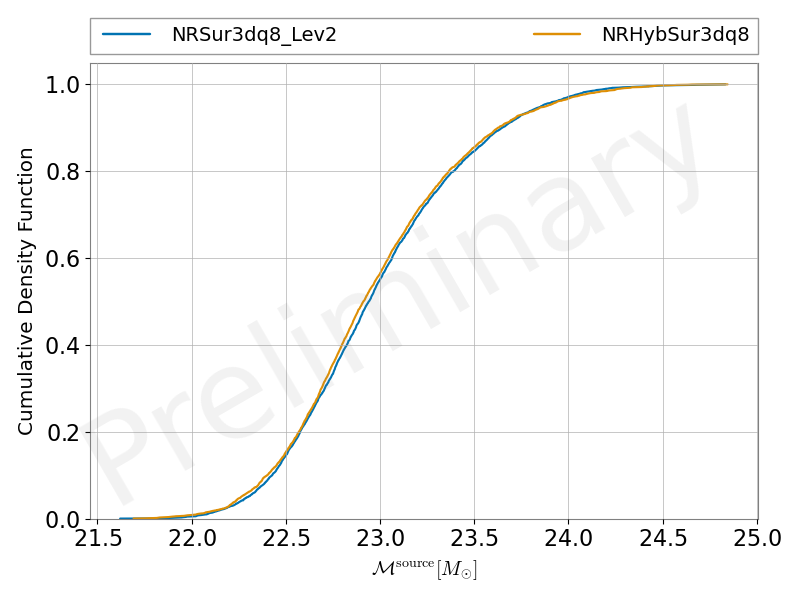 NRSur3dq8_Lev2 NRHybSur3dq8
1.0
0.8
0.6
0.4
0.2
0.0
Cumulative Density Function
Preliminary
21.5 22.0 22.5 23.0 23.5 24.0 24.5 25.0
ℳ^source[M_⊙]